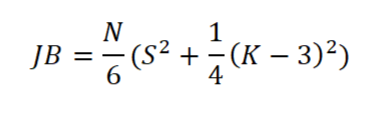 JB = N/6 (S² + 1/4 (K − 3)²)